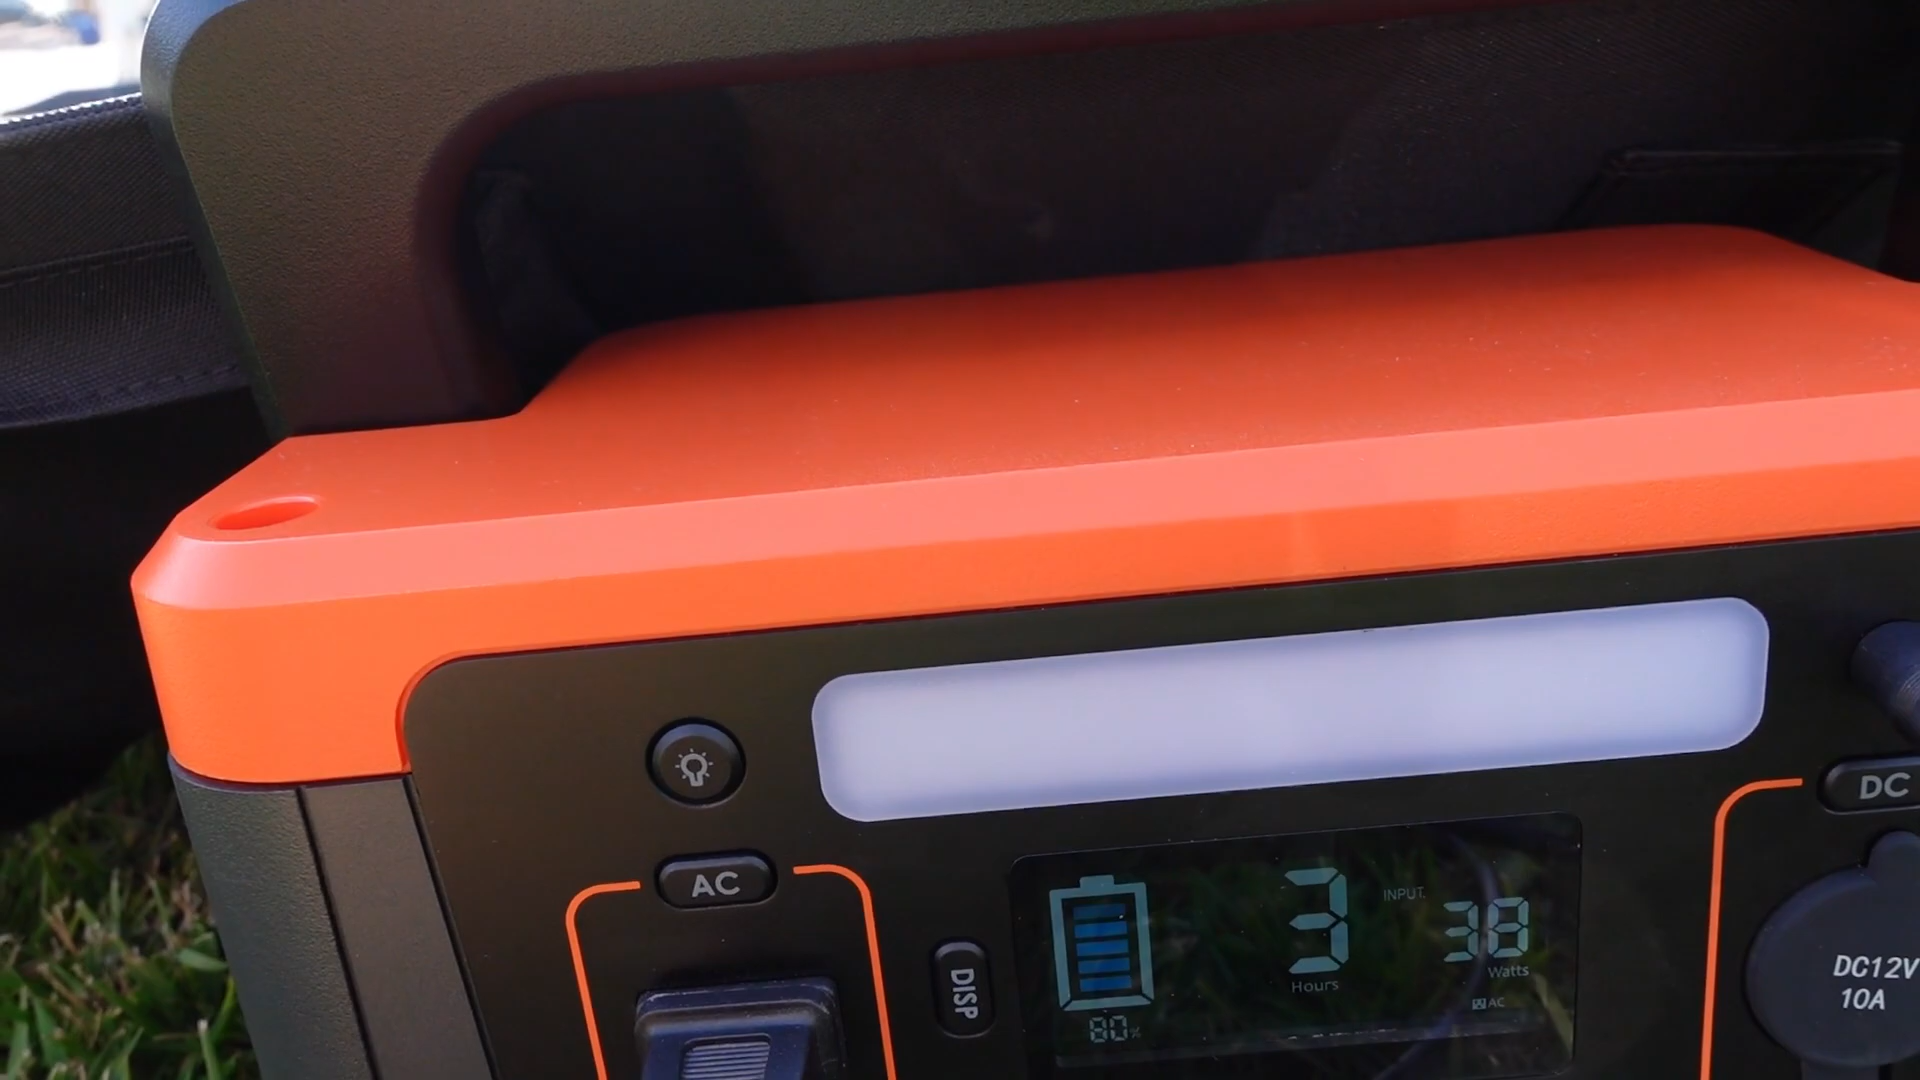 DC
AC
3
INPUT.
38
Watts
Hours
AC
DISP
80%
DC12V
10A